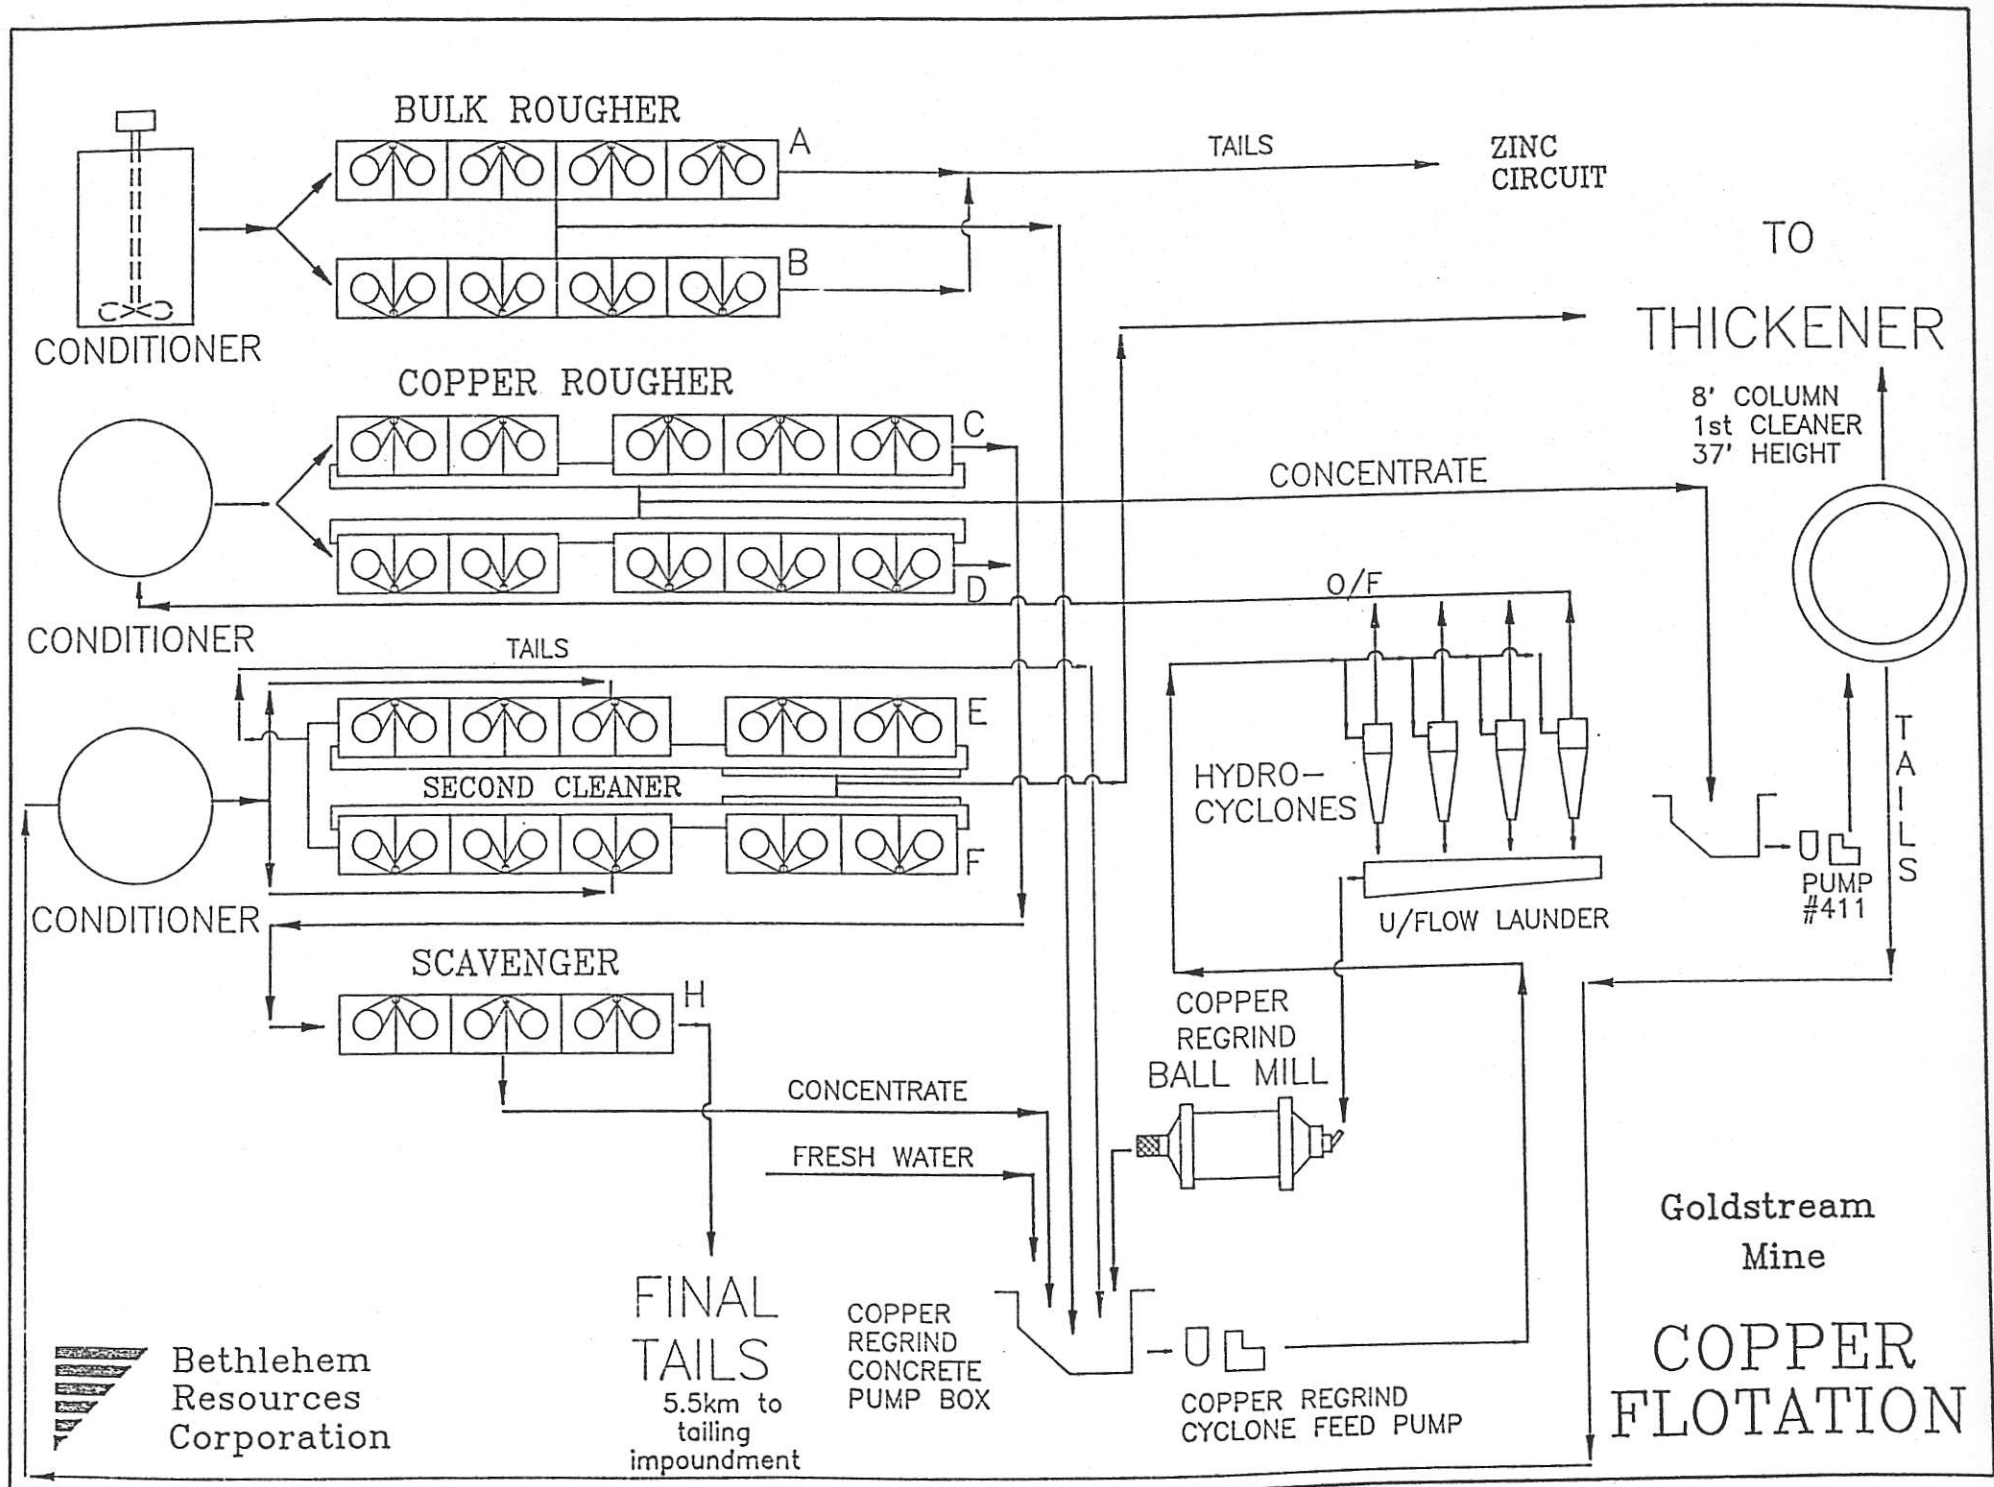 BULK ROUGHER
A
TAILS
ZINC
CIRCUIT
B
TO
THICKENER
CONDITIONER
COPPER ROUGHER
C
8' COLUMN
1st CLEANER
37' HEIGHT
CONCENTRATE
D
O/F
CONDITIONER
TAILS
E
SECOND CLEANER
F
HYDRO-
CYCLONES
TAILS
PUMP
#411
U/FLOW LAUNDER
CONDITIONER
SCAVENGER
H
COPPER
REGRIND
BALL MILL
CONCENTRATE
FRESH WATER
Goldstream
Mine
FINAL
TAILS
5.5km to
tailing
impoundment
COPPER
REGRIND
CONCRETE
PUMP BOX
COPPER REGRIND
CYCLONE FEED PUMP
COPPER
FLOTATION
Bethlehem
Resources
Corporation